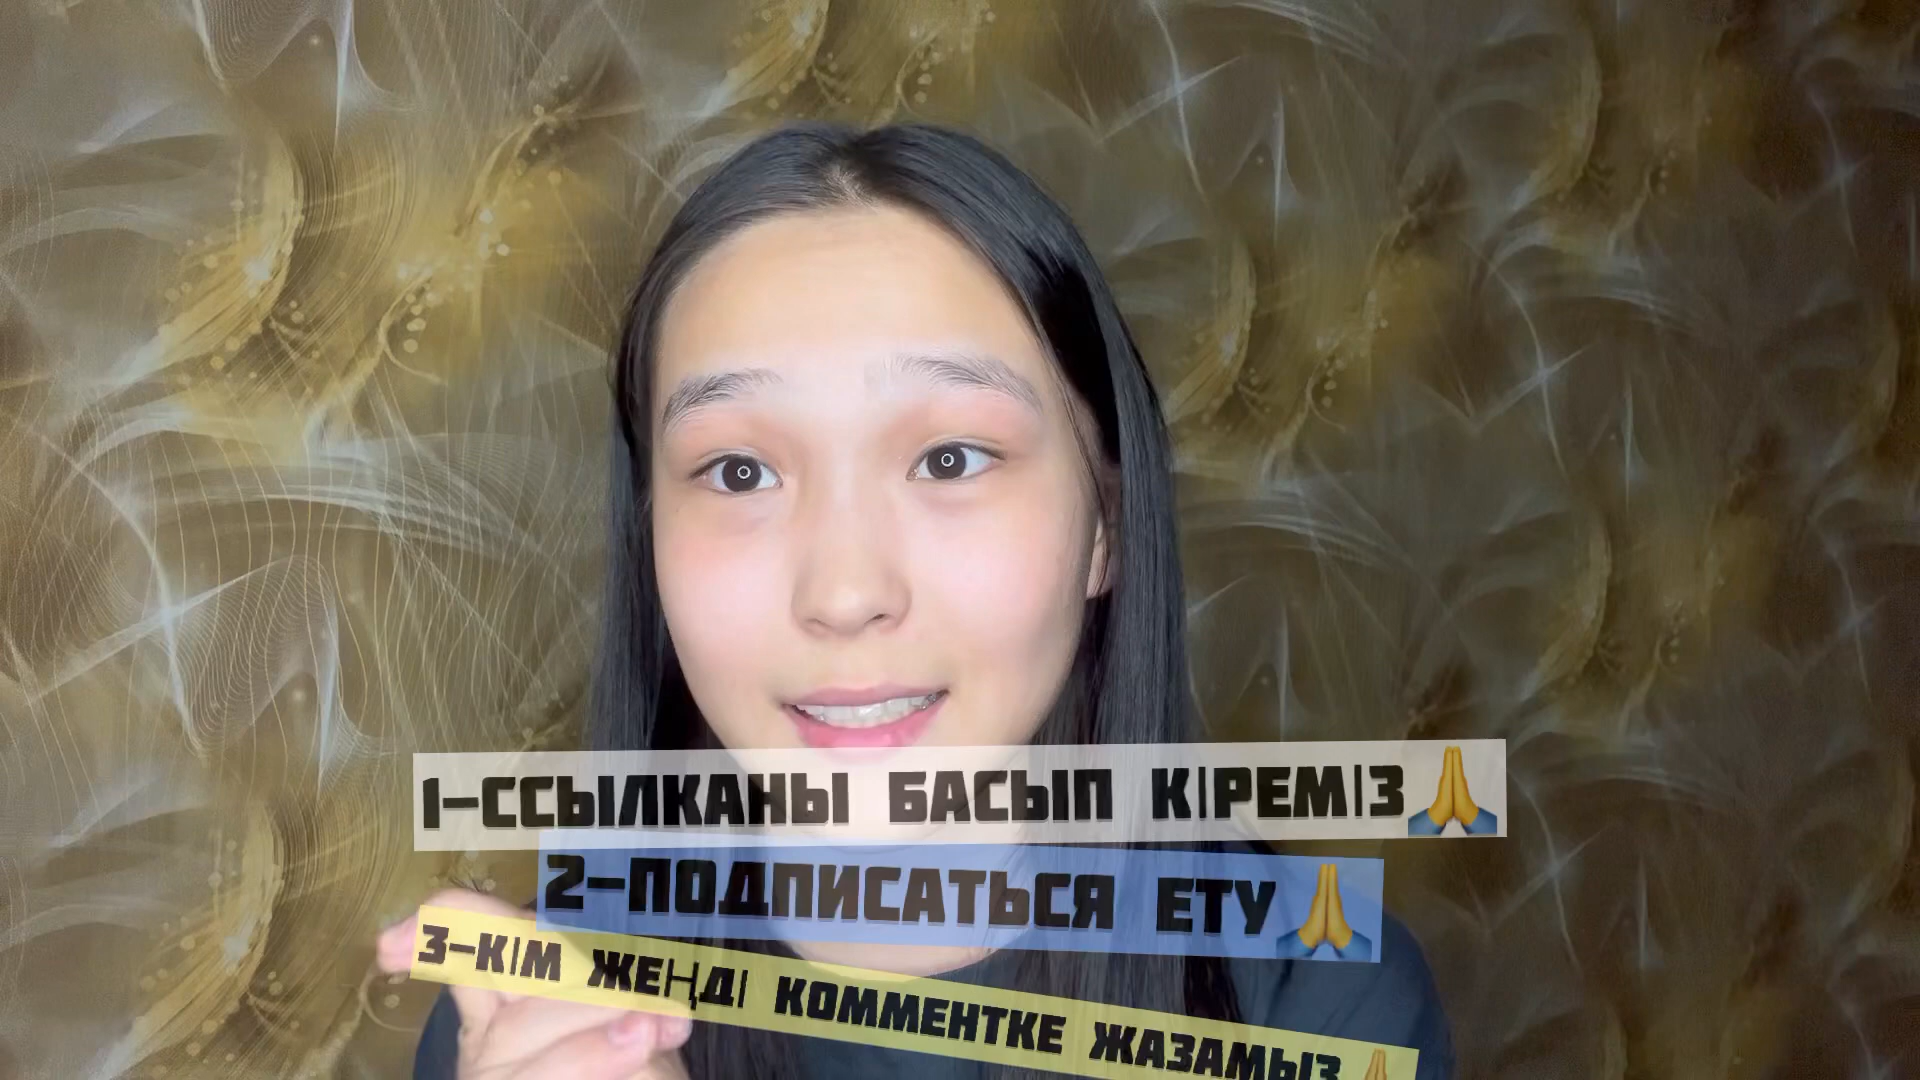 1-ССЫЛКАНЫ БАСЫП КІРЕМІЗ🙏
2-ПОДПИСАТЬСЯ ЕТУ🙏
3-КІМ ЖЕҢДІ КОММЕНТКЕ ЖАЗАМЫЗ🙏